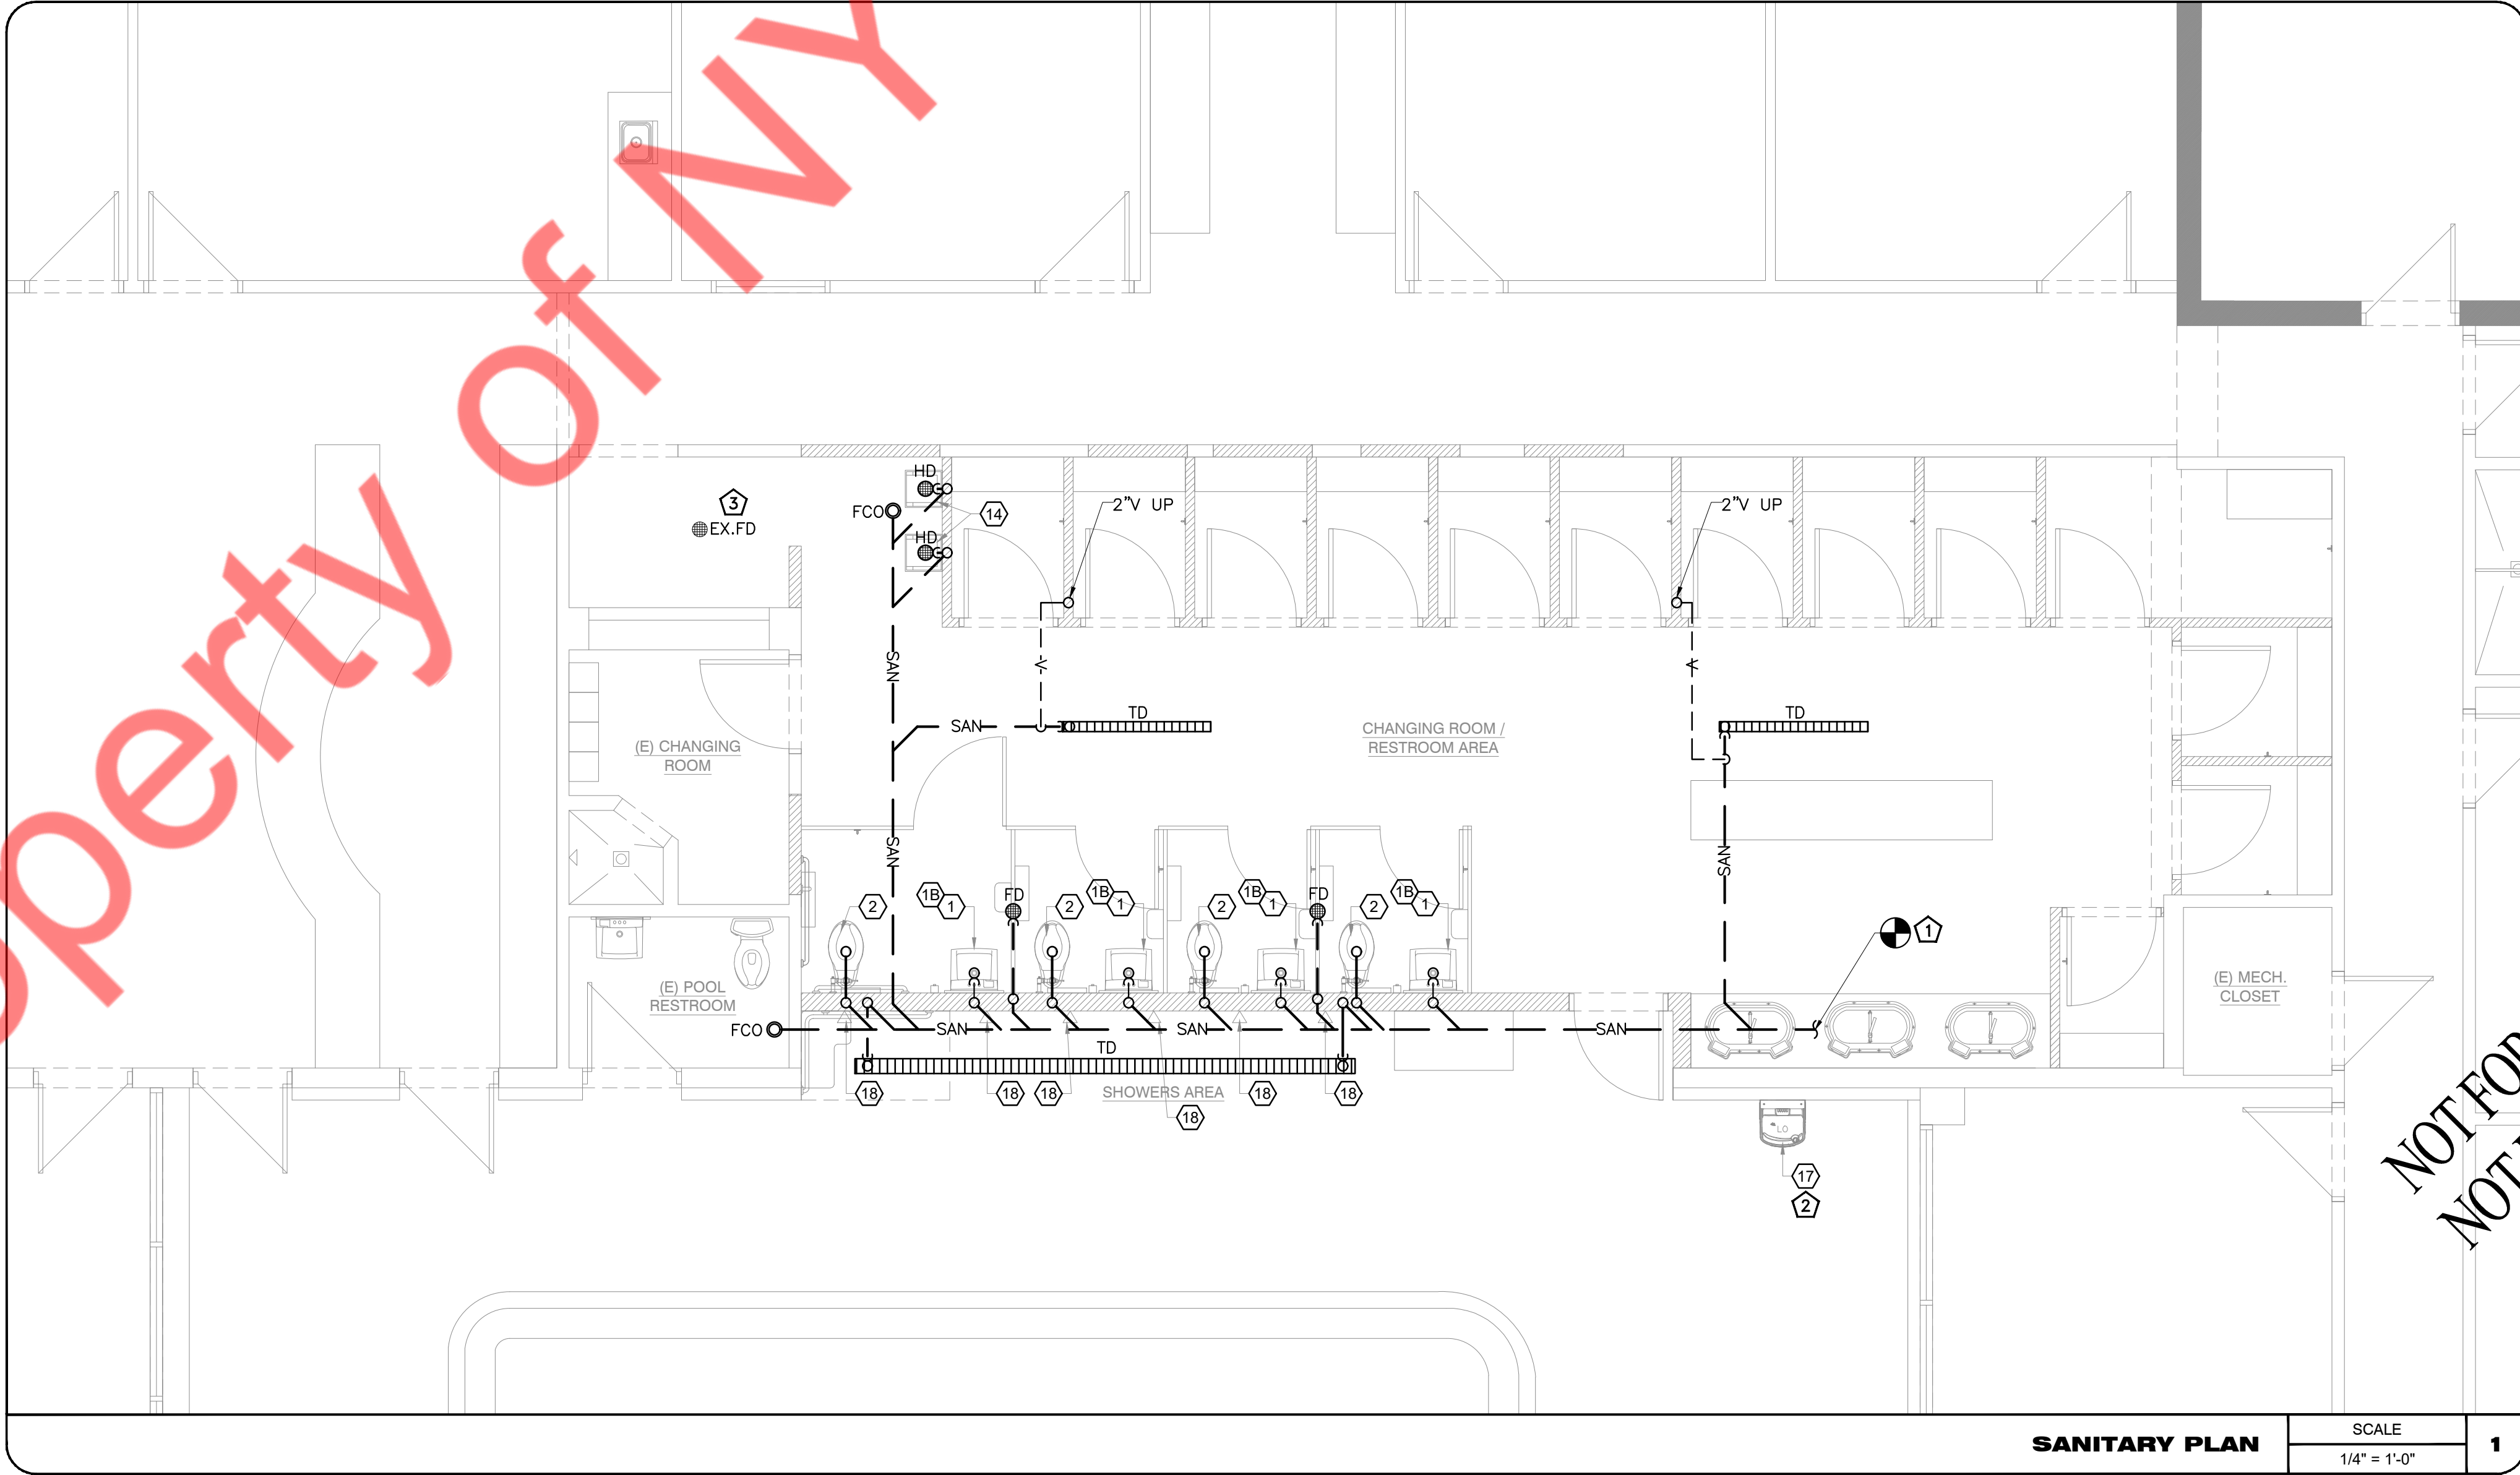 Property of NY
HD
3
EX.FD
FCO
14
HD
2"V UP
2"V UP
SAN
V
V
SAN
TD
TD
CHANGING ROOM /
RESTROOM AREA
(E) CHANGING
ROOM
SAN
SAN
1B
1
2
FD
2
1B
1
2
1B
1
FD
2
1B
1
1
(E) POOL
RESTROOM
(E) MECH.
CLOSET
FCO
SAN
SAN
SAN
TD
SHOWERS AREA
18
18
18
18
18
18
LO
17
2
NOT FOR
NOT
SANITARY PLAN
SCALE
1/4" = 1'-0"
1